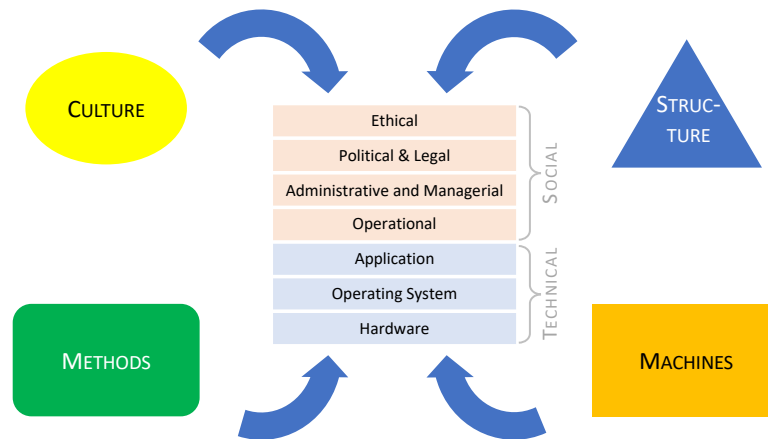 CULTURE
STRUC-
TURE
Ethical
Political & Legal
Administrative and Managerial
Operational
SOCIAL
Application
Operating System
Hardware
TECHNICAL
METHODS
MACHINES